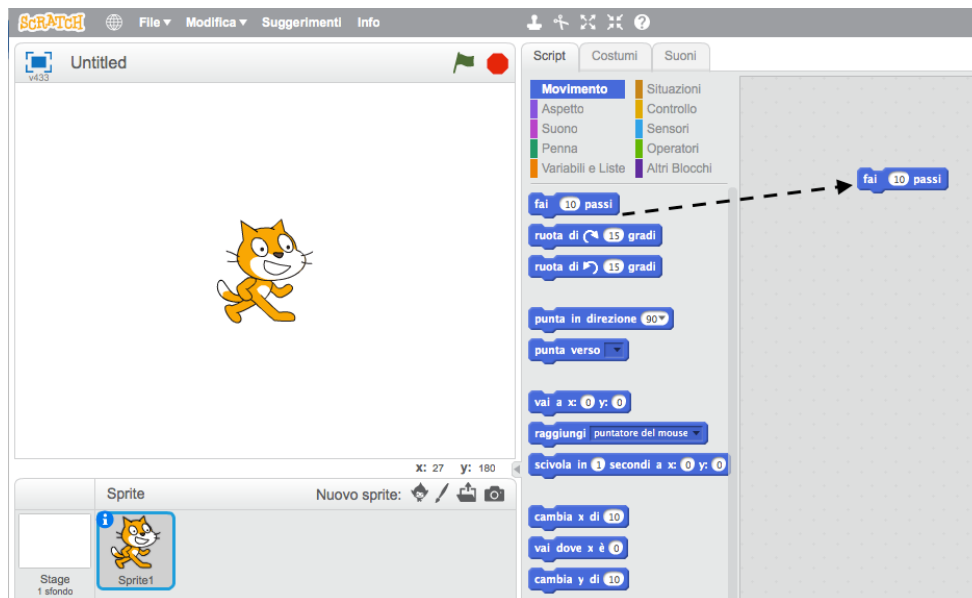 SCRATCH File Modifica Suggerimenti Info
v433
Untitled
Script Costumi Suoni
Movimento Situazioni
Aspetto Controllo
Suono Sensori
Penna Operatori
Variabili e Liste Altri Blocchi
fai 10 passi
fai 10 passi
ruota di 15 gradi
ruota di 15 gradi
punta in direzione 90
punta verso
vai a x: 0 y: 0
raggiungi puntatore del mouse
scivola in 1 secondi a x: 0 y: 0
cambia x di 10
vai dove x è 0
cambia y di 10
X: 27 Y: 180
Sprite Nuovo sprite:
Stage
1 sfondo
Sprite1